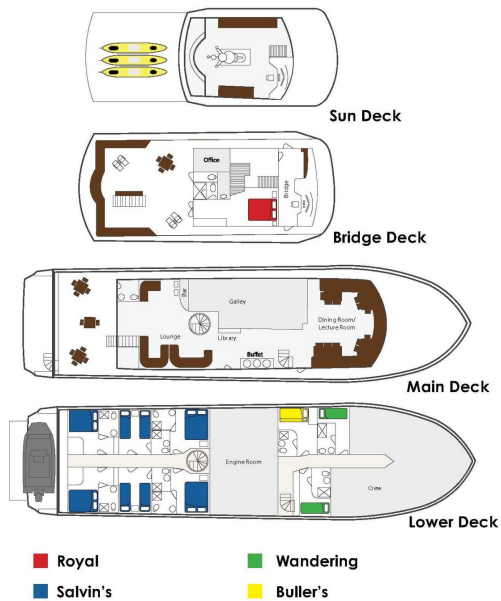 Sun Deck
Office
Bridge
Bridge Deck
Bar
Galley
Dining Room/
Lecture Room
Lounge
Library
Buffet
Main Deck
Engine Room
Crew
Lower Deck
Royal
Wandering
Salvin's
Buller's